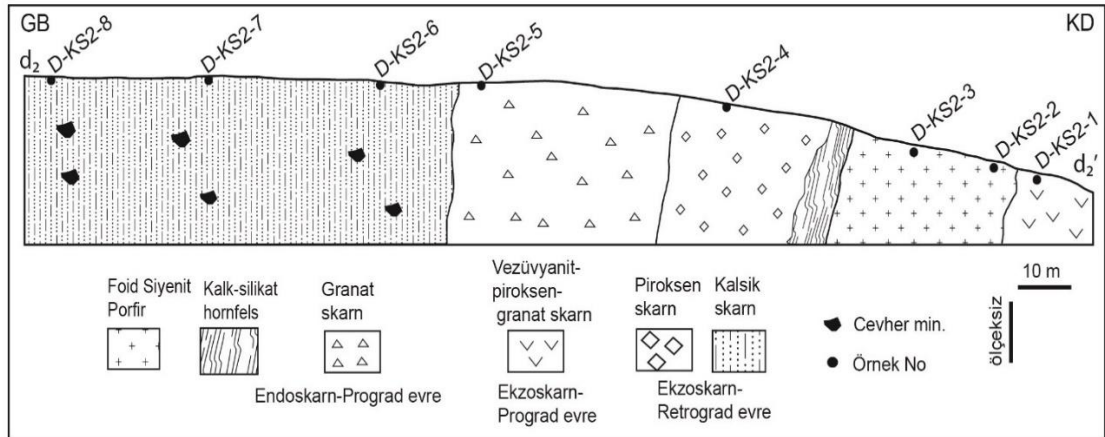 GB
KD
d₂
D-KS2-8
D-KS2-7
D-KS2-6
D-KS2-5
D-KS2-4
D-KS2-3
D-KS2-2
D-KS2-1
d₂'
Foid Siyenit
Porfir
Kalk-silikat
hornfels
Granat
skarn
Endoskarn-Prograd evre
Vezüvyanit-
piroksen-
granat skarn
Ekzoskarn-
Prograd evre
Piroksen
skarn
Kalsik
skarn
Ekzoskarn-
Retrograd evre
Cevher min.
Örnek No
10 m
ölçeksiz